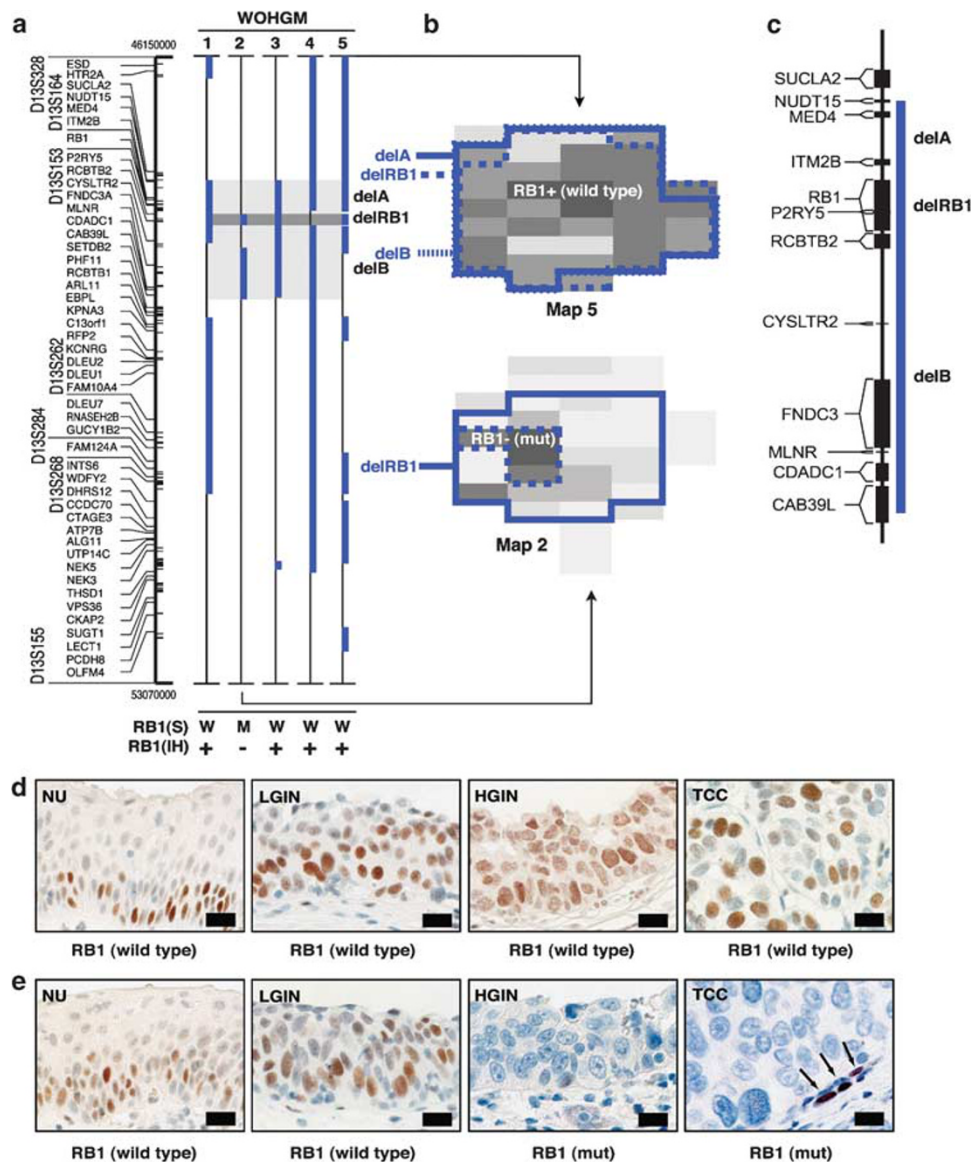 a
WOHGM
b
c
46150000
1 2 3 4 5
D13S328
D13S164
D13S153
D13S262
D13S284
D13S268
D13S155
ESD
HTR2A
SUCLA2
NUDT15
MED4
ITM2B
RB1
P2RY5
RCBTB2
CYSLTR2
FNDC3A
MLNR
CDADC1
CAB39L
SETDB2
PHF11
RCBTB1
ARL11
EBPL
KPNA3
C13orf1
RFP2
KCNRG
DLEU2
DLEU1
FAM10A4
DLEU7
RNASEH2B
GUCY1B2
FAM124A
INTS6
WDFY2
DHRS12
CCDC70
CTAGE3
ATP7B
ALG11
UTP14C
NEK5
NEK3
THSD1
VPS36
CKAP2
SUGT1
LECT1
PCDH8
OLFM4
53070000
delA
delRB1
delB
RB1(S) W M W W W
RB1(IH) + - + + +
delA
delRB1
delB
RB1+ (wild type)
Map 5
RB1- (mut)
delRB1
Map 2
SUCLA2
NUDT15
MED4
ITM2B
RB1
P2RY5
RCBTB2
CYSLTR2
FNDC3
MLNR
CDADC1
CAB39L
delA
delRB1
delB
d
NU
LGIN
HGIN
TCC
RB1 (wild type)
RB1 (wild type)
RB1 (wild type)
RB1 (wild type)
e
NU
LGIN
HGIN
TCC
RB1 (wild type)
RB1 (wild type)
RB1 (mut)
RB1 (mut)